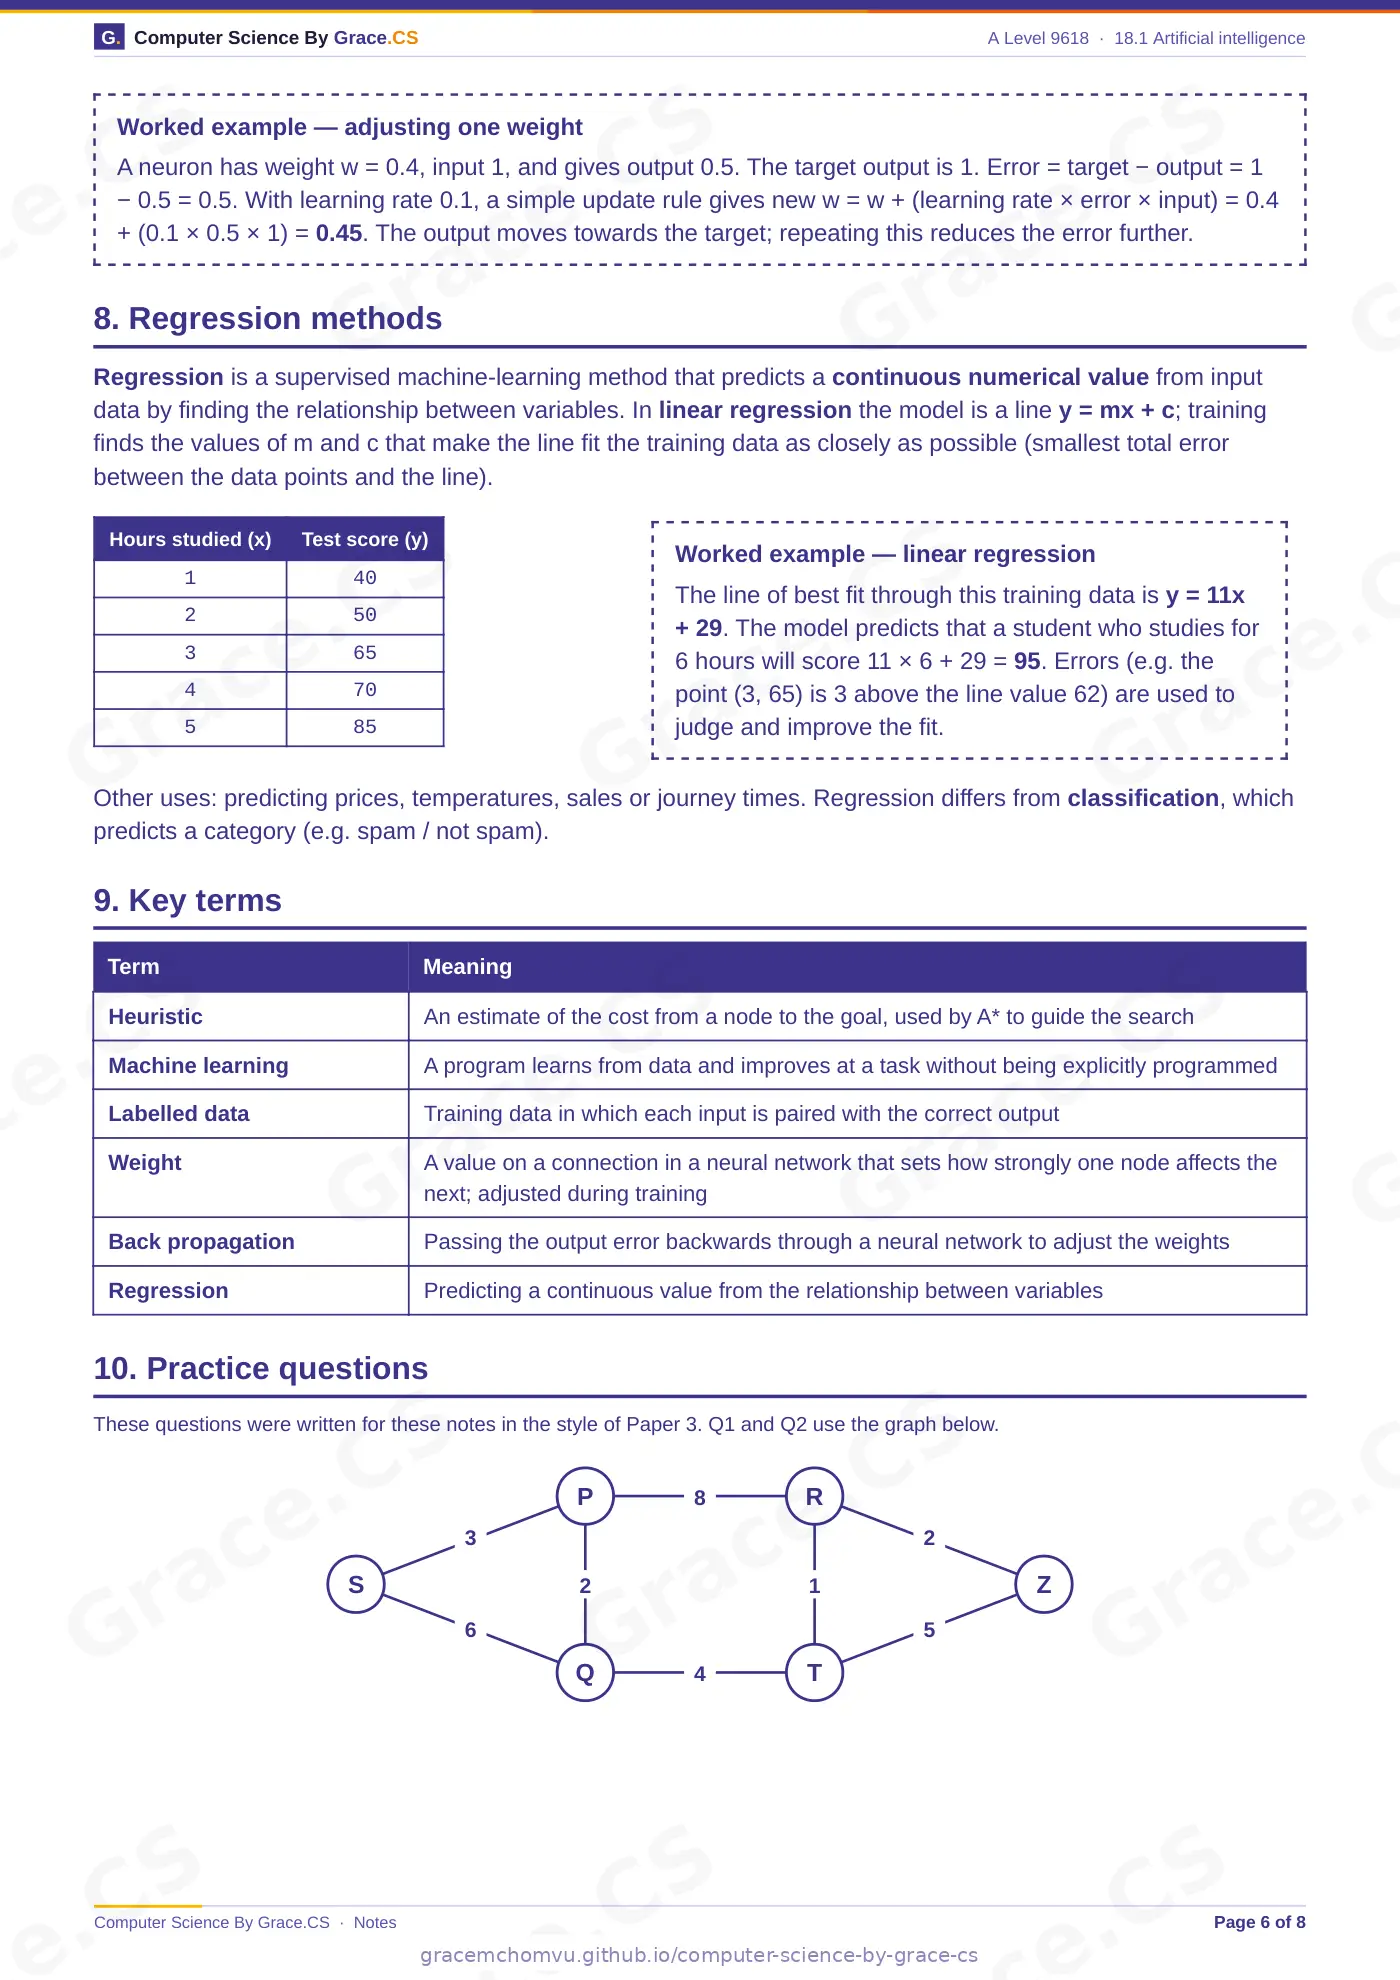 G. Computer Science By Grace.CS
A Level 9618 · 18.1 Artificial intelligence
Worked example — adjusting one weight
A neuron has weight w = 0.4, input 1, and gives output 0.5. The target output is 1. Error = target − output = 1
− 0.5 = 0.5. With learning rate 0.1, a simple update rule gives new w = w + (learning rate × error × input) = 0.4
+ (0.1 × 0.5 × 1) = 0.45. The output moves towards the target; repeating this reduces the error further.
8. Regression methods
Regression is a supervised machine-learning method that predicts a continuous numerical value from input
data by finding the relationship between variables. In linear regression the model is a line y = mx + c; training
finds the values of m and c that make the line fit the training data as closely as possible (smallest total error
between the data points and the line).
Hours studied (x) Test score (y)
1 40
2 50
3 65
4 70
5 85
Worked example — linear regression
The line of best fit through this training data is y = 11x
+ 29. The model predicts that a student who studies for
6 hours will score 11 × 6 + 29 = 95. Errors (e.g. the
point (3, 65) is 3 above the line value 62) are used to
judge and improve the fit.
Other uses: predicting prices, temperatures, sales or journey times. Regression differs from classification, which
predicts a category (e.g. spam / not spam).
9. Key terms
Term Meaning
Heuristic An estimate of the cost from a node to the goal, used by A* to guide the search
Machine learning A program learns from data and improves at a task without being explicitly programmed
Labelled data Training data in which each input is paired with the correct output
Weight A value on a connection in a neural network that sets how strongly one node affects the
next; adjusted during training
Back propagation Passing the output error backwards through a neural network to adjust the weights
Regression Predicting a continuous value from the relationship between variables
10. Practice questions
These questions were written for these notes in the style of Paper 3. Q1 and Q2 use the graph below.
P 8 R
3 2
S 2 1 Z
6 5
Q 4 T
Computer Science By Grace.CS · Notes
Page 6 of 8
gracemchomvu.github.io/computer-science-by-grace-cs